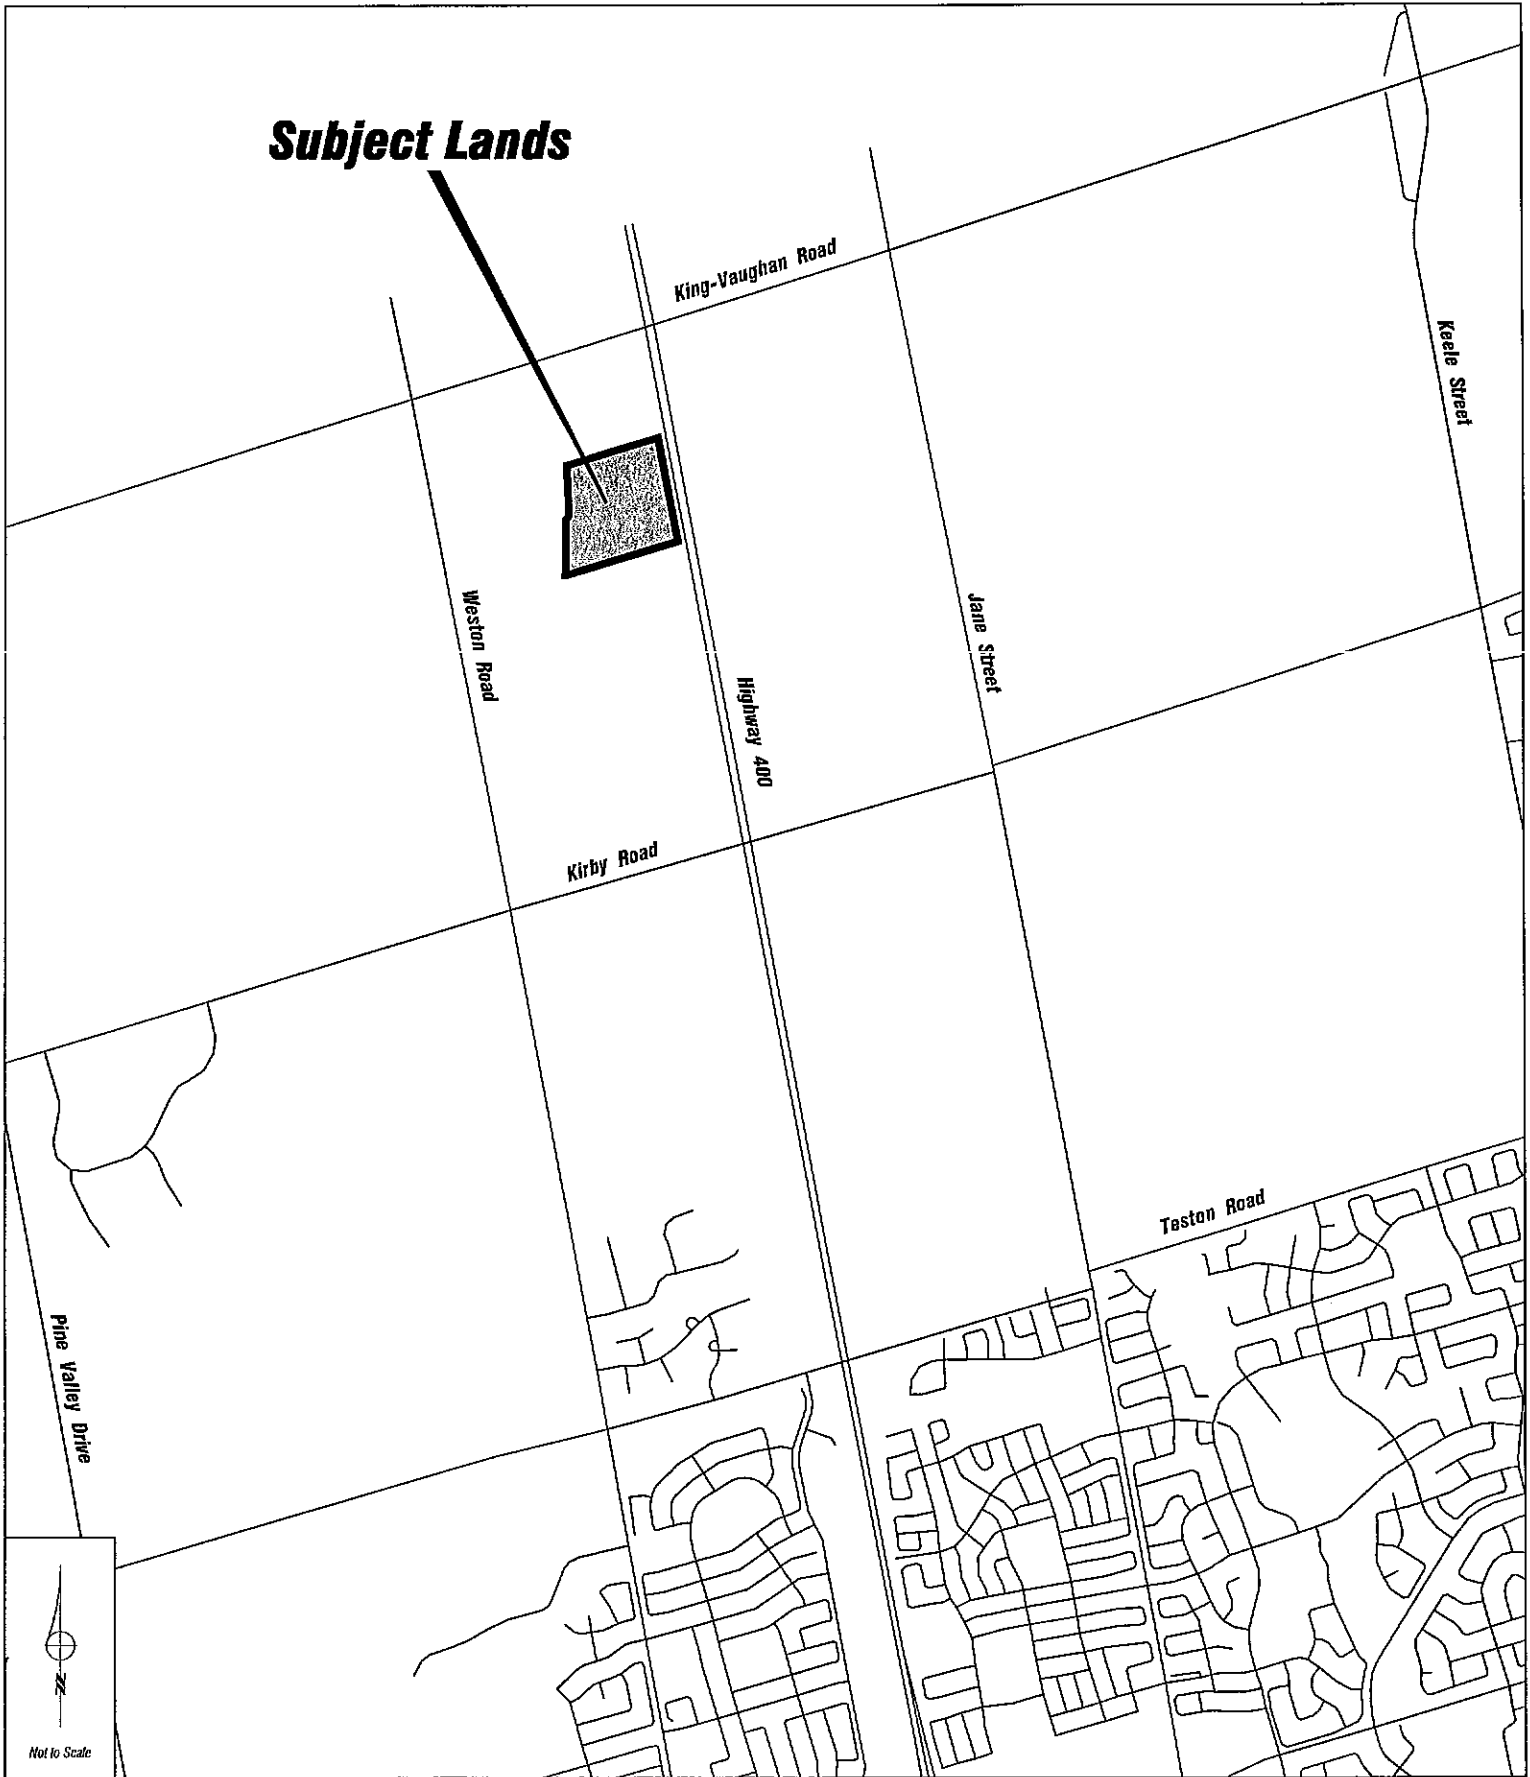 Subject Lands
King-Vaughan Road
Keele Street
Weston Road
Jane Street
Highway 400
Kirby Road
Teston Road
Pine Valley Drive
N
Not to Scale